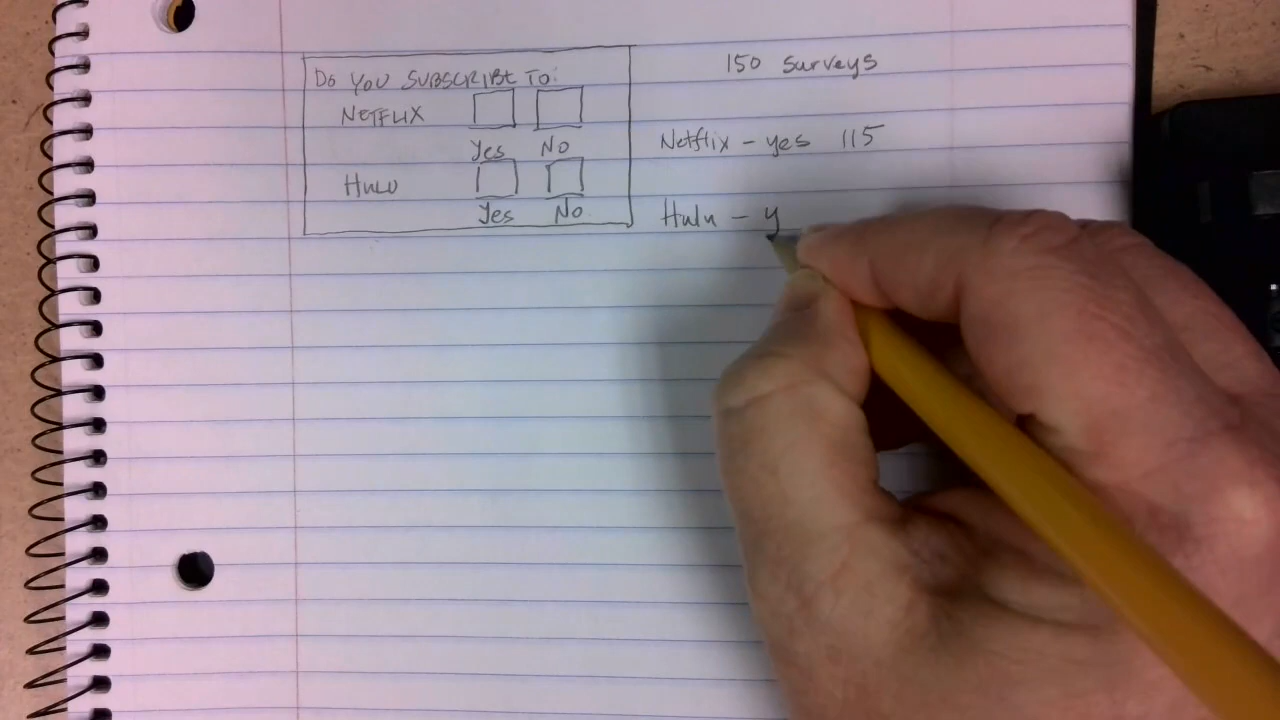 DO YOU SUBSCRIBE TO:
NETFLIX
Yes No
HULU
Yes No
150 surveys
Netflix - yes 115
Hulu - y